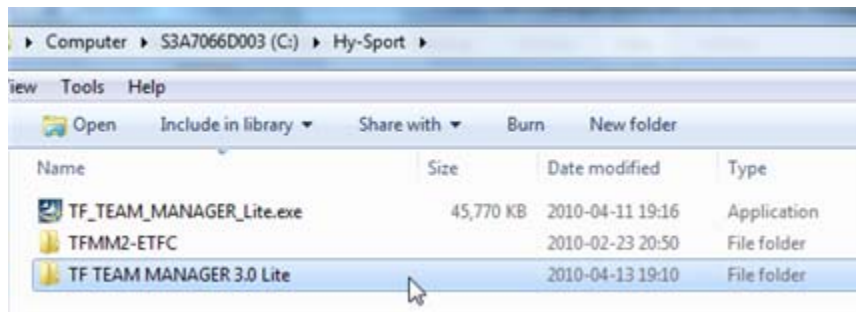 Computer S3A7066D003 (C:) Hy-Sport
iew Tools Help
Open Include in library Share with Burn New folder
Name Size Date modified Type
TF_TEAM_MANAGER_Lite.exe 45,770 KB 2010-04-11 19:16 Application
TFMM2-ETFC 2010-02-23 20:50 File folder
TF TEAM MANAGER 3.0 Lite 2010-04-13 19:10 File folder